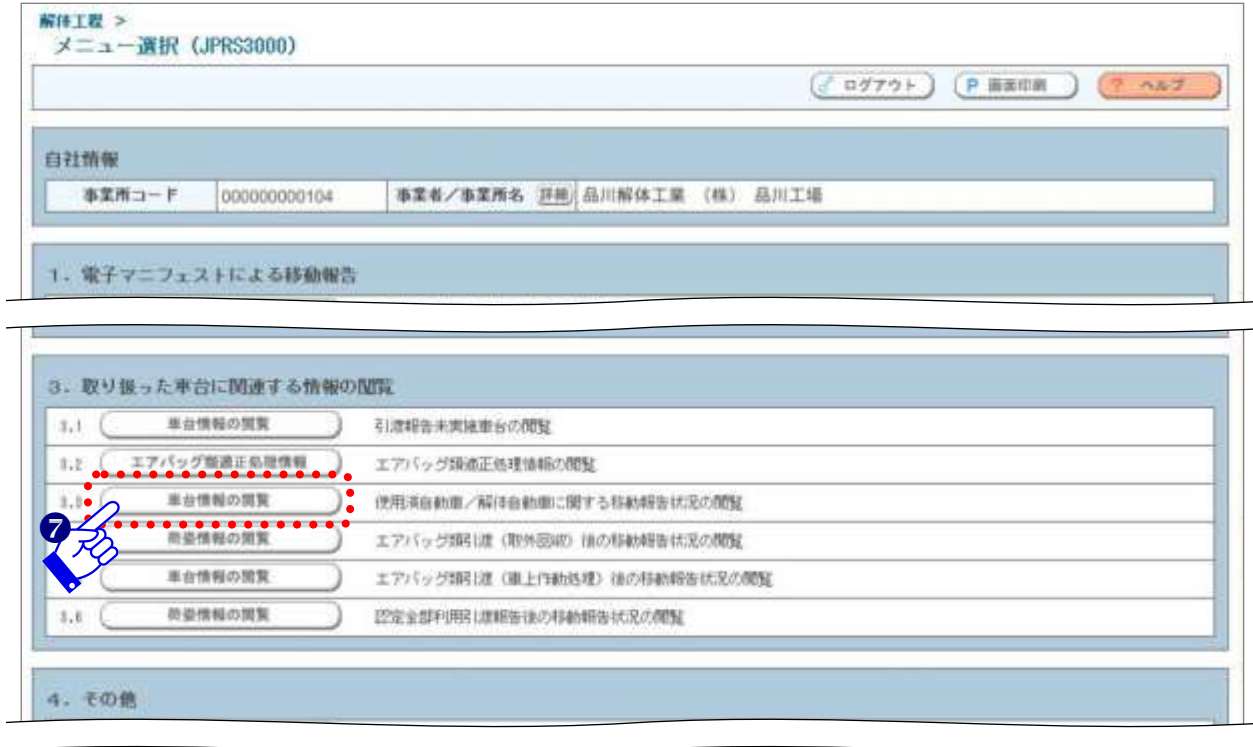 解体工程 >
メニュー選択 (JPRS3000)
ログアウト P 画面印刷 ? ヘルプ
自社情報
事業所コード 000000000104 事業者/事業所名 詳細 品川解体工業 (株) 品川工場
1. 電子マニフェストによる移動報告
3. 取り扱った車台に関連する情報の閲覧
3.1 車台情報の閲覧 引渡報告未実施車台の閲覧
3.2 エアバッグ類適正処理情報 エアバッグ類適正処理情報の閲覧
3.3 車台情報の閲覧 使用済自動車/解体自動車に関する移動報告状況の閲覧
7 荷姿情報の閲覧 エアバッグ類引渡 (取外回収) 後の移動報告状況の閲覧
車台情報の閲覧 エアバッグ類引渡 (車上作動処理) 後の移動報告状況の閲覧
3.6 荷姿情報の閲覧 認定全部利用引渡報告後の移動報告状況の閲覧
4. その他